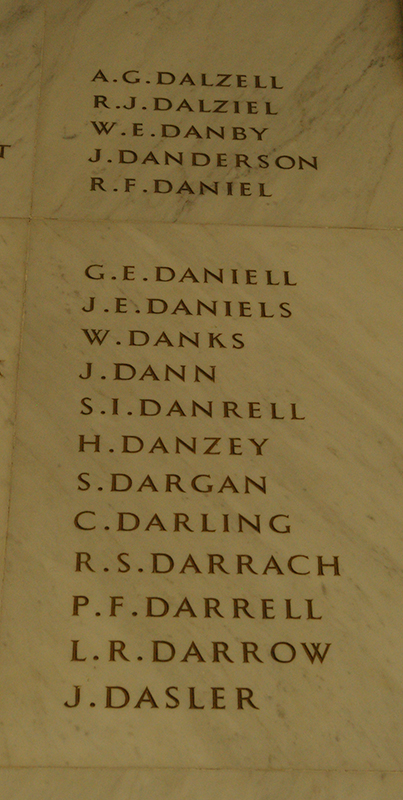 A.G.DALZELL
R.J.DALZIEL
W.E.DANBY
J.DANDERSON
R.F.DANIEL
G.E.DANIELL
J.E.DANIELS
W.DANKS
J.DANN
S.I.DANRELL
H.DANZEY
S.DARGAN
C.DARLING
R.S.DARRACH
P.F.DARRELL
L.R.DARROW
J.DASLER